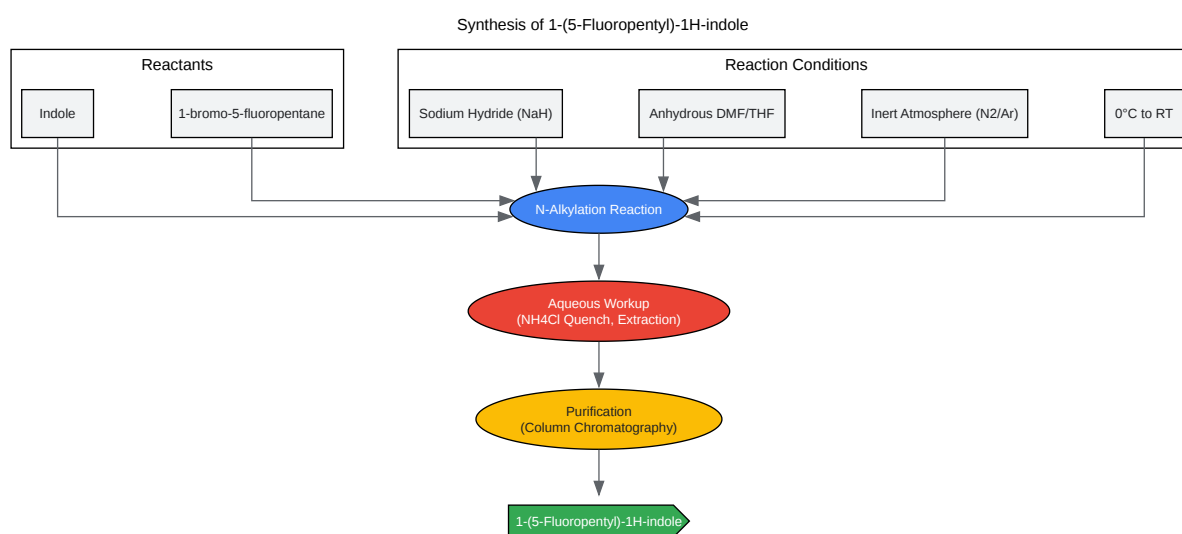 Synthesis of 1-(5-Fluoropentyl)-1H-indole
Reactants
Reaction Conditions
Indole
1-bromo-5-fluoropentane
Sodium Hydride (NaH)
Anhydrous DMF/THF
Inert Atmosphere (N2/Ar)
0°C to RT
N-Alkylation Reaction
Aqueous Workup
(NH4Cl Quench, Extraction)
Purification
(Column Chromatography)
1-(5-Fluoropentyl)-1H-indole